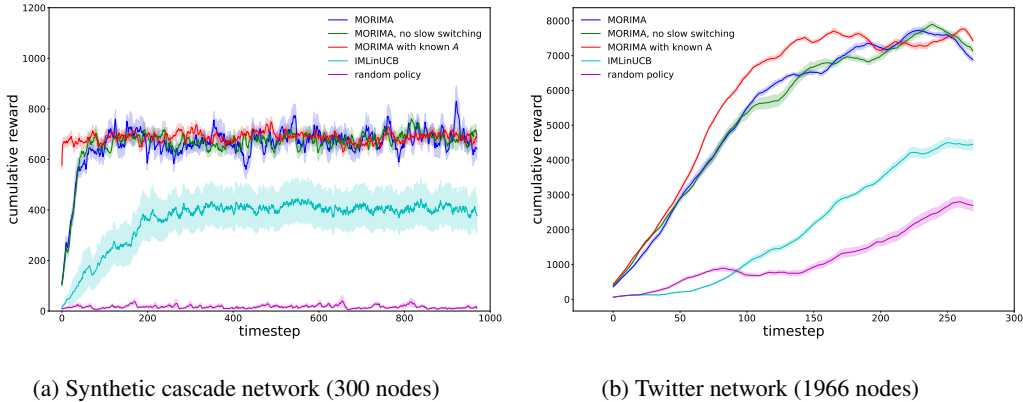 1200
1000
800
600
400
200
0
cumulative reward
MORIMA
MORIMA, no slow switching
MORIMA with known A
IMLinUCB
random policy
0 200 400 600 800 1000
timestep
(a) Synthetic cascade network (300 nodes)
8000
7000
6000
5000
4000
3000
2000
1000
0
cumulative reward
MORIMA
MORIMA, no slow switching
MORIMA with known A
IMLinUCB
random policy
0 50 100 150 200 250 300
timestep
(b) Twitter network (1966 nodes)